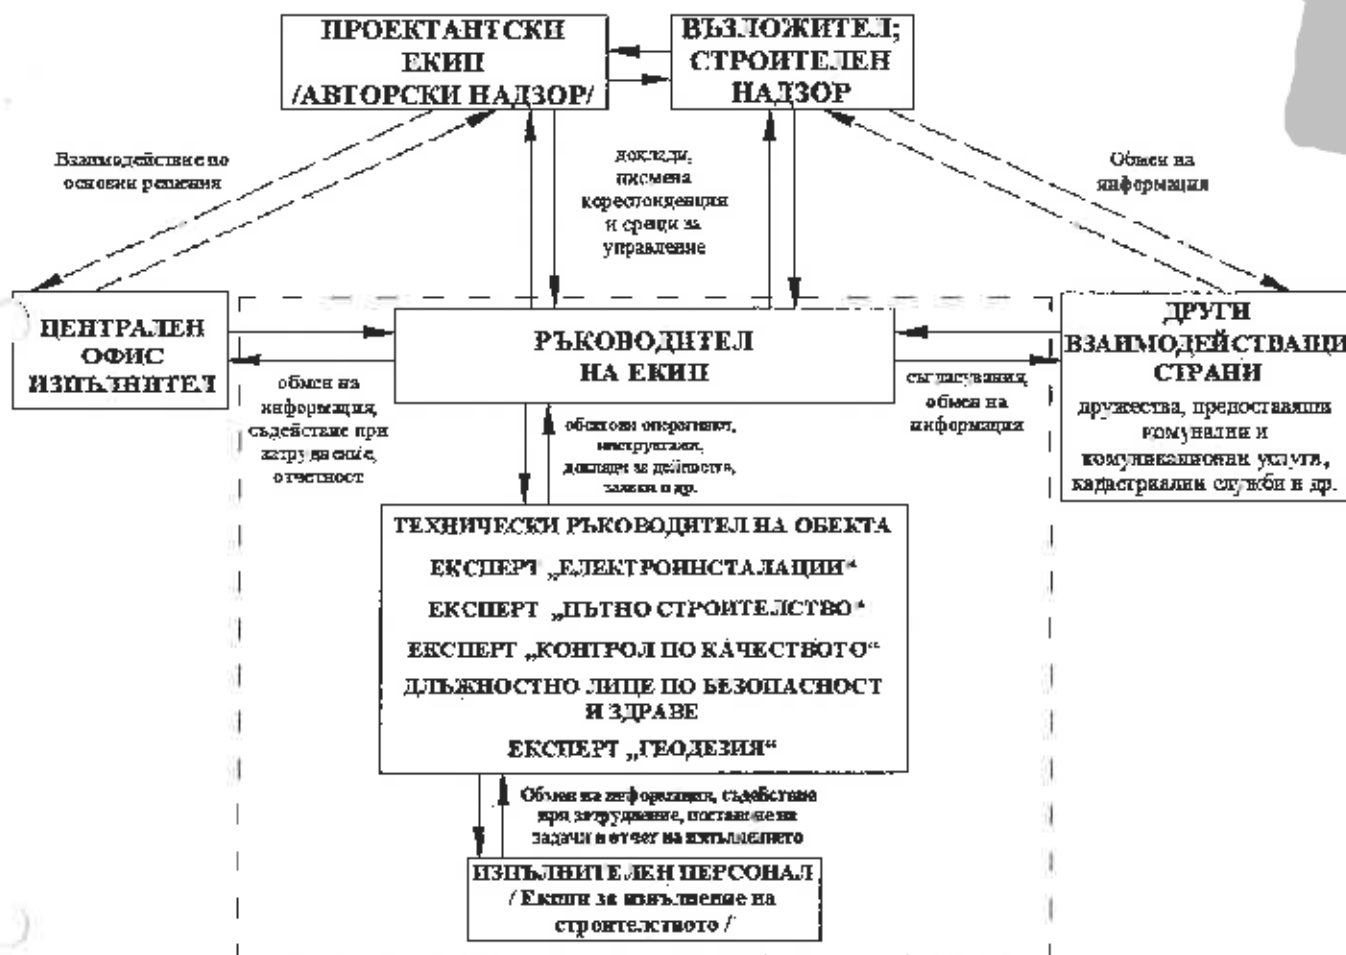 ПРОЕКТАНТСКИ
ЕКИП
/АВТОРСКИ НАДЗОР/
ВЪЗЛОЖИТЕЛ;
СТРОИТЕЛЕН
НАДЗОР
Взаимодействие по
основни решения
доклади,
писмена
кореспонденция
и срещи за
управление
Обмен на
информация
ЦЕНТРАЛЕН
ОФИС
ИЗПЪЛНИТЕЛ
РЪКОВОДИТЕЛ
НА ЕКИП
ДРУГИ
ВЗАИМОДЕЙСТВАЩИ
СТРАНИ
дружества, предоставящи
комунални и
комуникационни услуги,
кадастриални служби и др.
обмен на
информация,
съдействие при
затруднение,
отчетност
съгласувания,
обмен на
информация
обектови оперативки,
инструктажи,
доклади за дейността,
заявки и др.
ТЕХНИЧЕСКИ РЪКОВОДИТЕЛ НА ОБЕКТА
ЕКСПЕРТ „ЕЛЕКТРОИНСТАЛАЦИИ“
ЕКСПЕРТ „ПЪТНО СТРОИТЕЛСТВО“
ЕКСПЕРТ „КОНТРОЛ ПО КАЧЕСТВОТО“
ДЛЪЖНОСТНО ЛИЦЕ ПО БЕЗОПАСНОСТ
И ЗДРАВЕ
ЕКСПЕРТ „ГЕОДЕЗИЯ“
Обмен на информация, съдействие
при затруднение, поставяне на
задачи и отчет на изпълнението
ИЗПЪЛНИТЕЛЕН ПЕРСОНАЛ
/ Екипи за изпълнение на
строителството /